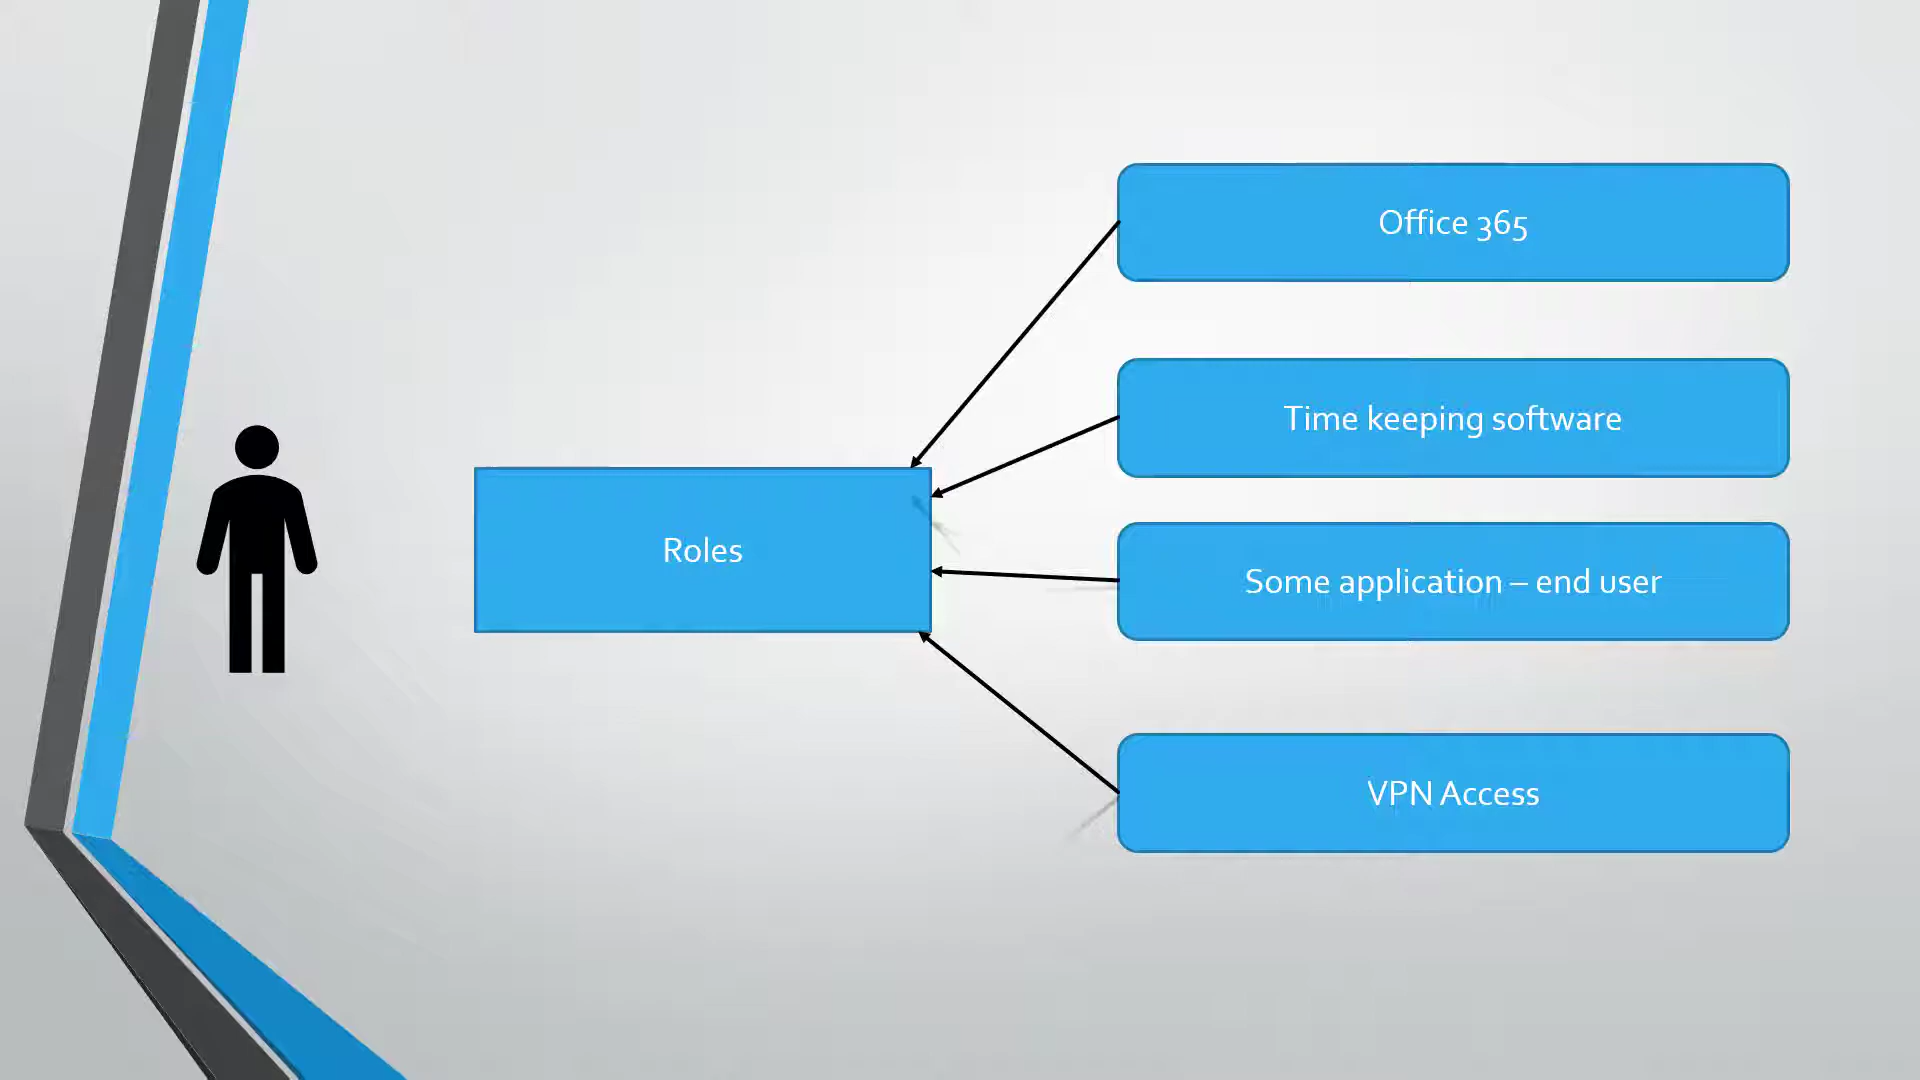 Office 365
Time keeping software
Roles
Some application – end user
VPN Access